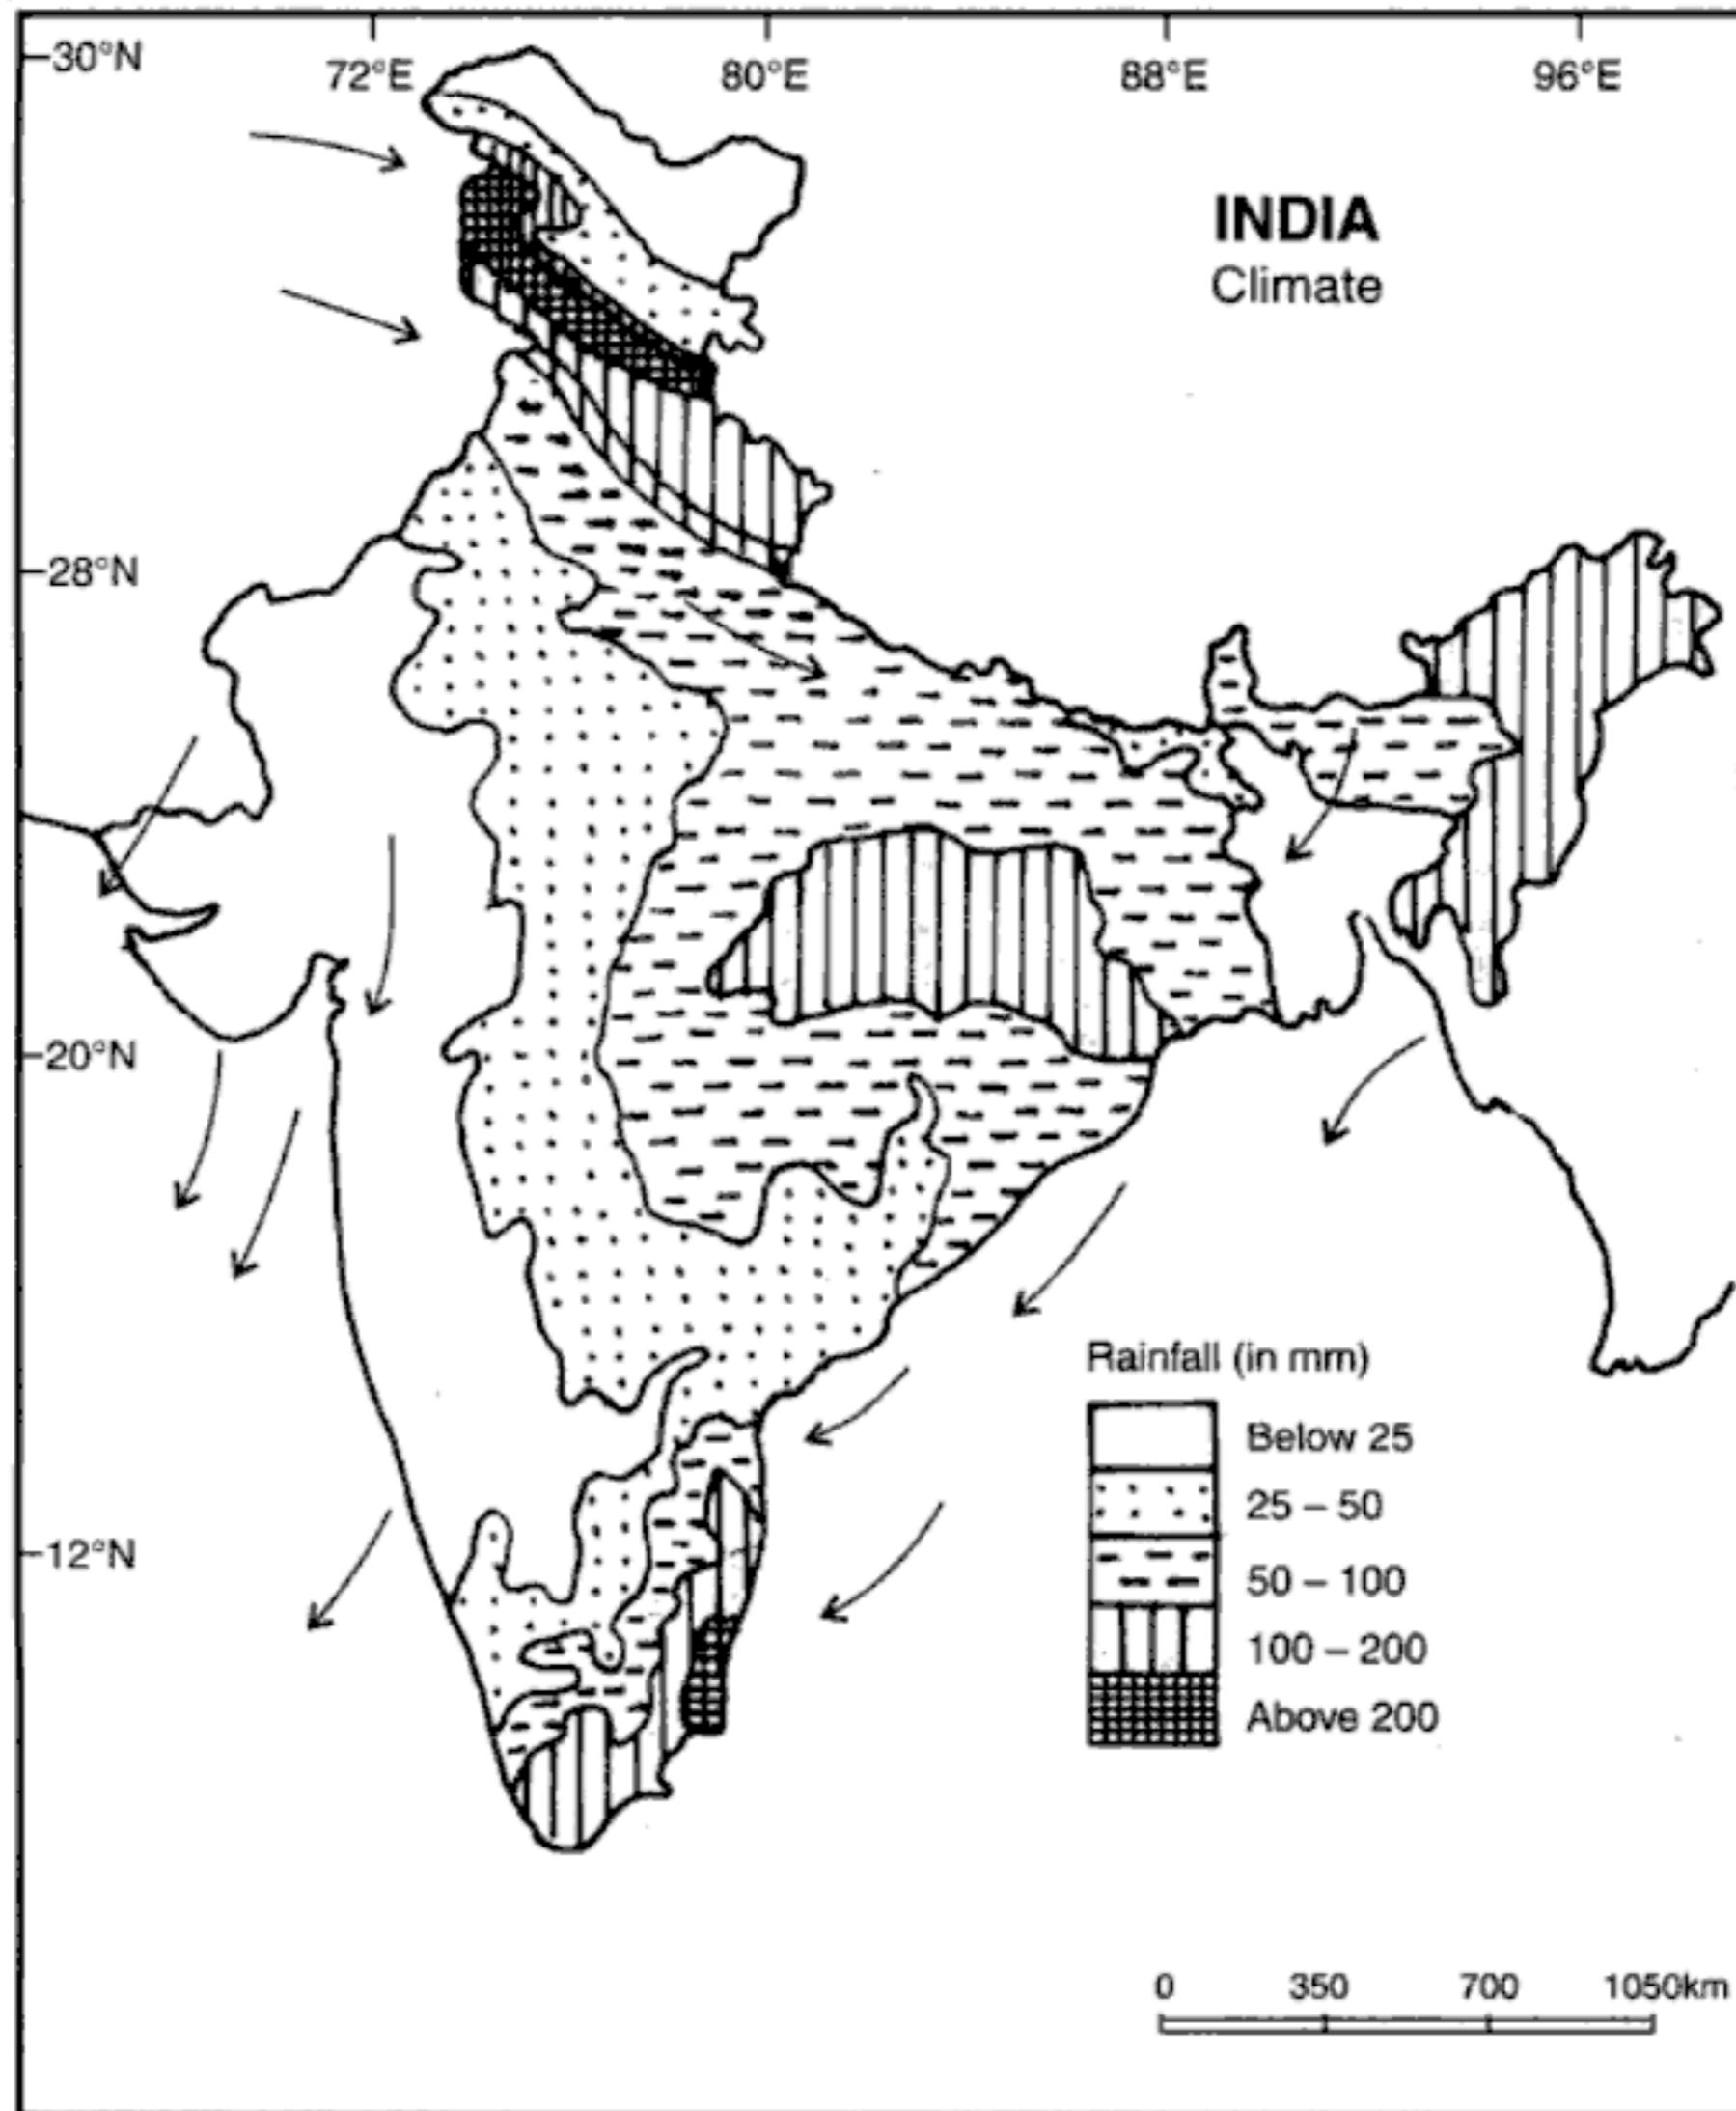 30°N
72°E 80°E 88°E 96°E
INDIA
Climate
28°N
20°N
Rainfall (in mm)
Below 25
25 – 50
12°N
50 – 100
100 – 200
Above 200
0 350 700 1050km